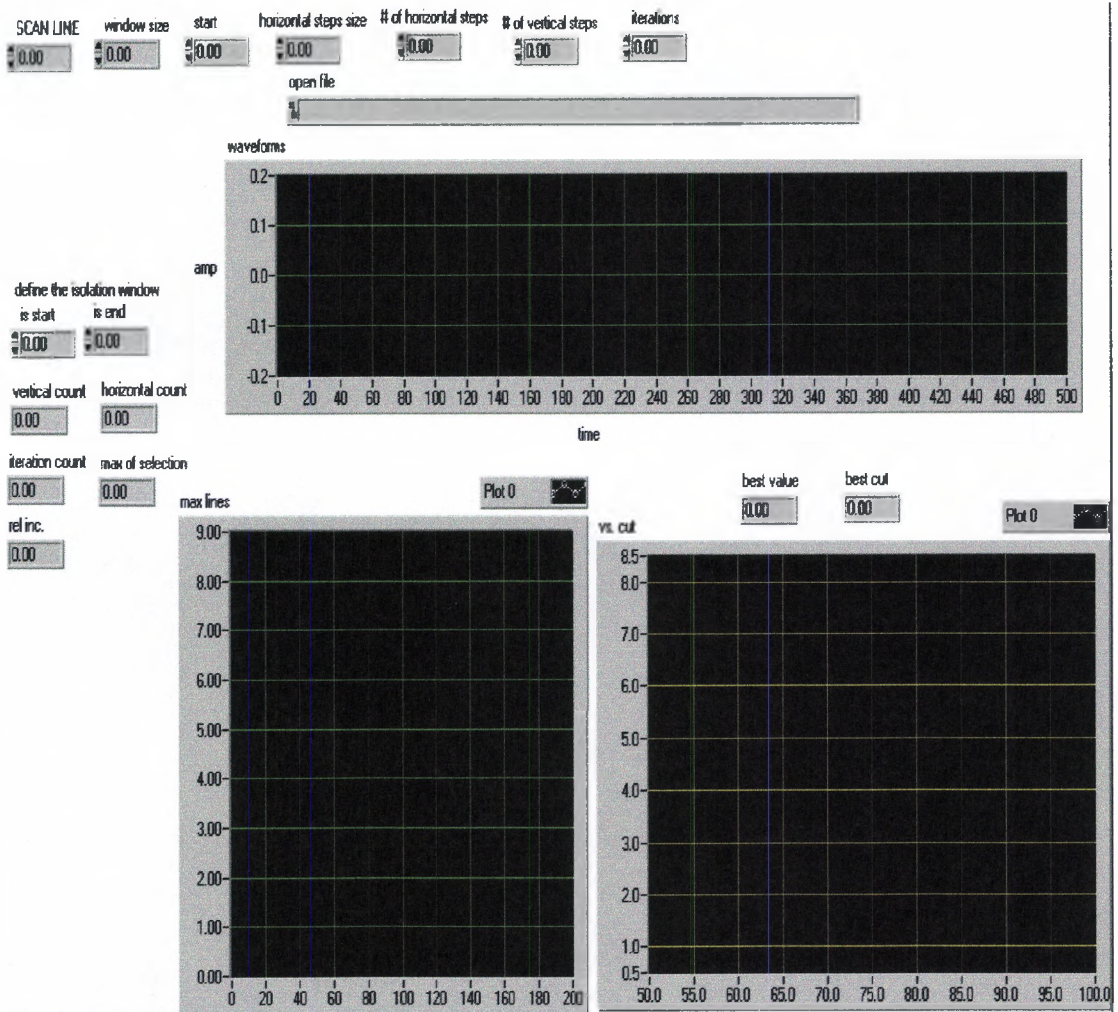 SCAN LINE window size start horizontal steps size # of horizontal steps # of vertical steps iterations
0.00 0.00 0.00 0.00 0.00 0.00 0.00
open file
waveforms
0.2
0.1
0.0
-0.1
-0.2
amp
0 20 40 60 80 100 120 140 160 180 200 220 240 260 280 300 320 340 360 380 400 420 440 460 480 500
time
define the isolation window
is start is end
0.00 0.00
vertical count horizontal count
0.00 0.00
iteration count max of selection
0.00 0.00
rel inc.
0.00
max lines Plot 0
9.00
8.00
7.00
6.00
5.00
4.00
3.00
2.00
1.00
0.00
0 20 40 60 80 100 120 140 160 180 200
best value best cut
0.00 0.00
vs. cut Plot 0
8.5
8.0
7.0
6.0
5.0
4.0
3.0
2.0
1.0
0.5
50.0 55.0 60.0 65.0 70.0 75.0 80.0 85.0 90.0 95.0 100.0